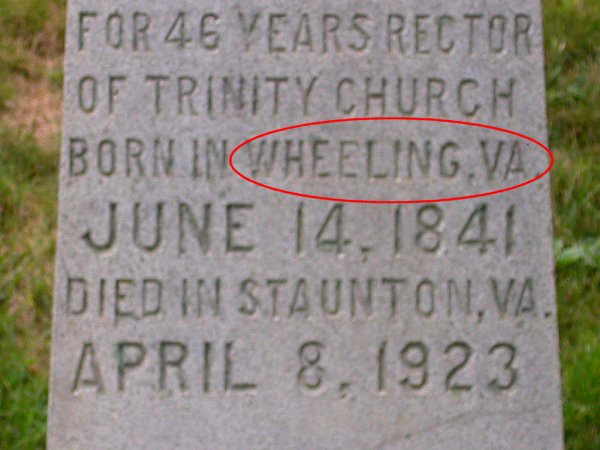 FOR 46 YEARS RECTOR
OF TRINITY CHURCH
BORN IN WHEELING, VA
JUNE 14, 1841
DIED IN STAUNTON, VA.
APRIL 8, 1923